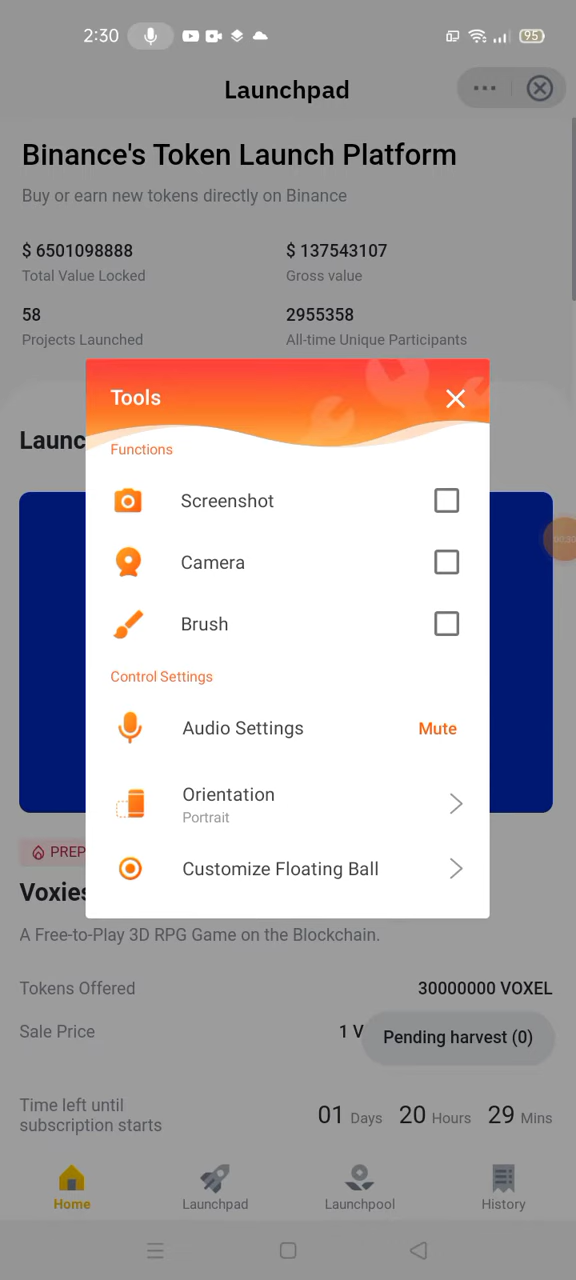 2:30
95
Launchpad
Binance's Token Launch Platform
Buy or earn new tokens directly on Binance
$ 6501098888 $ 137543107
Total Value Locked Gross value
58 2955358
Projects Launched All-time Unique Participants
Launc
Tools
Functions
Screenshot
Camera
Brush
Control Settings
Audio Settings Mute
Orientation
Portrait
Customize Floating Ball
PREP
Voxies
A Free-to-Play 3D RPG Game on the Blockchain.
Tokens Offered 30000000 VOXEL
Sale Price 1 V
Pending harvest (0)
Time left until
subscription starts
01 Days 20 Hours 29 Mins
Home Launchpad Launchpool History